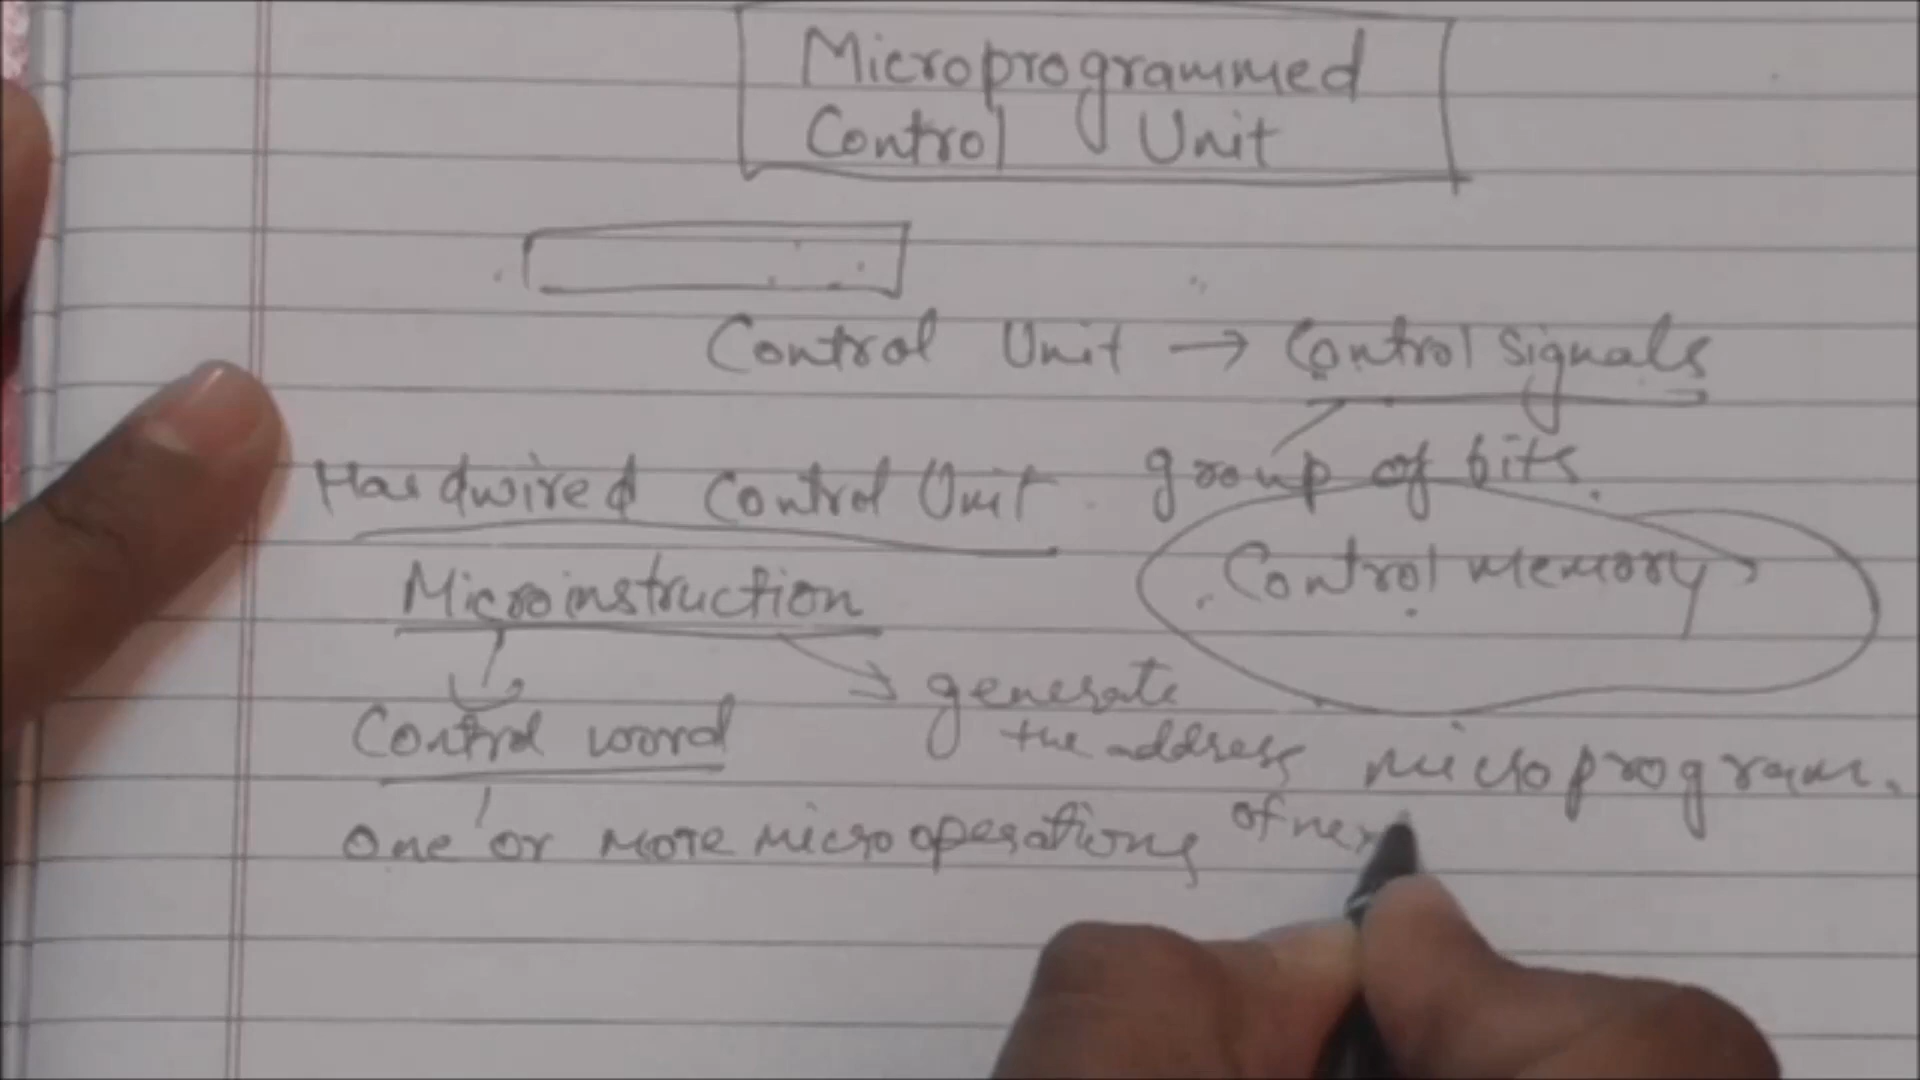 Microprogrammed
Control Unit
Control Unit → Control signals
group of bits.
Hardwired Control Unit
Control memory
Microinstruction
generate
the address
of nex
Control word
microprogram.
One or more microoperations